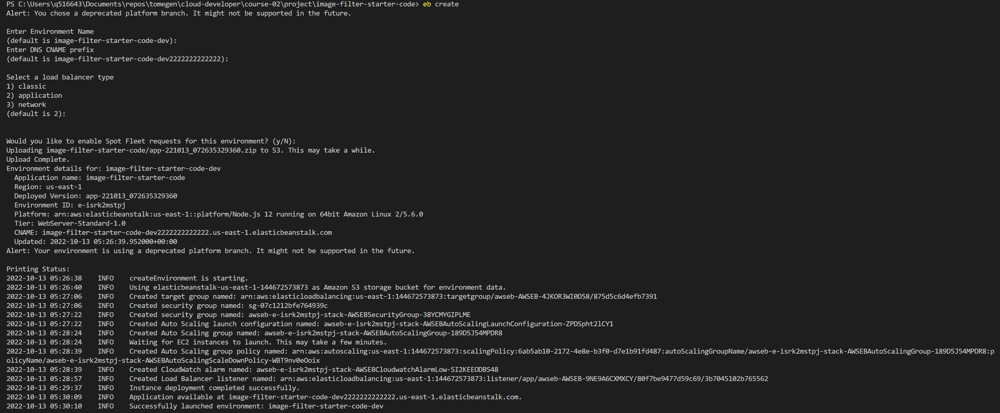 PS C:\Users\q516643\Documents\repos\tomegen\cloud-developer\course-02\project\image-filter-starter-code> eb create
Alert: You chose a deprecated platform branch. It might not be supported in the future.
Enter Environment Name
(default is image-filter-starter-code-dev):
Enter DNS CNAME prefix
(default is image-filter-starter-code-dev2222222222222):
Select a load balancer type
1) classic
2) application
3) network
(default is 2):
Would you like to enable Spot Fleet requests for this environment? (y/N):
Uploading image-filter-starter-code/app-221013_072635329360.zip to S3. This may take a while.
Upload Complete.
Environment details for: image-filter-starter-code-dev
  Application name: image-filter-starter-code
  Region: us-east-1
  Deployed Version: app-221013_072635329360
  Environment ID: e-isrk2mstpj
  Platform: arn:aws:elasticbeanstalk:us-east-1::platform/Node.js 12 running on 64bit Amazon Linux 2/5.6.0
  Tier: WebServer-Standard-1.0
  CNAME: image-filter-starter-code-dev2222222222222.us-east-1.elasticbeanstalk.com
  Updated: 2022-10-13 05:26:39.952000+00:00
Alert: Your environment is using a deprecated platform branch. It might not be supported in the future.
Printing Status:
2022-10-13 05:26:38    INFO    createEnvironment is starting.
2022-10-13 05:26:40    INFO    Using elasticbeanstalk-us-east-1-144672573873 as Amazon S3 storage bucket for environment data.
2022-10-13 05:27:06    INFO    Created target group named: arn:aws:elasticloadbalancing:us-east-1:144672573873:targetgroup/awseb-AWSEB-4JKOR3WI0D58/875d5c6d4efb7391
2022-10-13 05:27:06    INFO    Created security group named: sg-07c1212bfe764939c
2022-10-13 05:27:22    INFO    Created security group named: awseb-e-isrk2mstpj-stack-AWSEBSecurityGroup-38YCMYGIPLME
2022-10-13 05:27:22    INFO    Created Auto Scaling launch configuration named: awseb-e-isrk2mstpj-stack-AWSEBAutoScalingLaunchConfiguration-ZPDSpht2lCY1
2022-10-13 05:28:24    INFO    Created Auto Scaling group named: awseb-e-isrk2mstpj-stack-AWSEBAutoScalingGroup-189D5J54MPDR8
2022-10-13 05:28:24    INFO    Waiting for EC2 instances to launch. This may take a few minutes.
2022-10-13 05:28:39    INFO    Created Auto Scaling group policy named: arn:aws:autoscaling:us-east-1:144672573873:scalingPolicy:6ab5ab10-2172-4e8e-b3f0-d7e1b91fd487:autoScalingGroupName/awseb-e-isrk2mstpj-stack-AWSEBAutoScalingGroup-189D5J54MPDR8:p
olicyName/awseb-e-isrk2mstpj-stack-AWSEBAutoScalingScaleDownPolicy-WBT9nv0eOoix
2022-10-13 05:28:39    INFO    Created CloudWatch alarm named: awseb-e-isrk2mstpj-stack-AWSEBCloudwatchAlarmLow-SI2KEEODBS48
2022-10-13 05:28:57    INFO    Created Load Balancer listener named: arn:aws:elasticloadbalancing:us-east-1:144672573873:listener/app/awseb-AWSEB-9NE9A6CXMXCY/80f7be9477d59c69/3b7045102b765562
2022-10-13 05:29:37    INFO    Instance deployment completed successfully.
2022-10-13 05:30:09    INFO    Application available at image-filter-starter-code-dev2222222222222.us-east-1.elasticbeanstalk.com.
2022-10-13 05:30:10    INFO    Successfully launched environment: image-filter-starter-code-dev